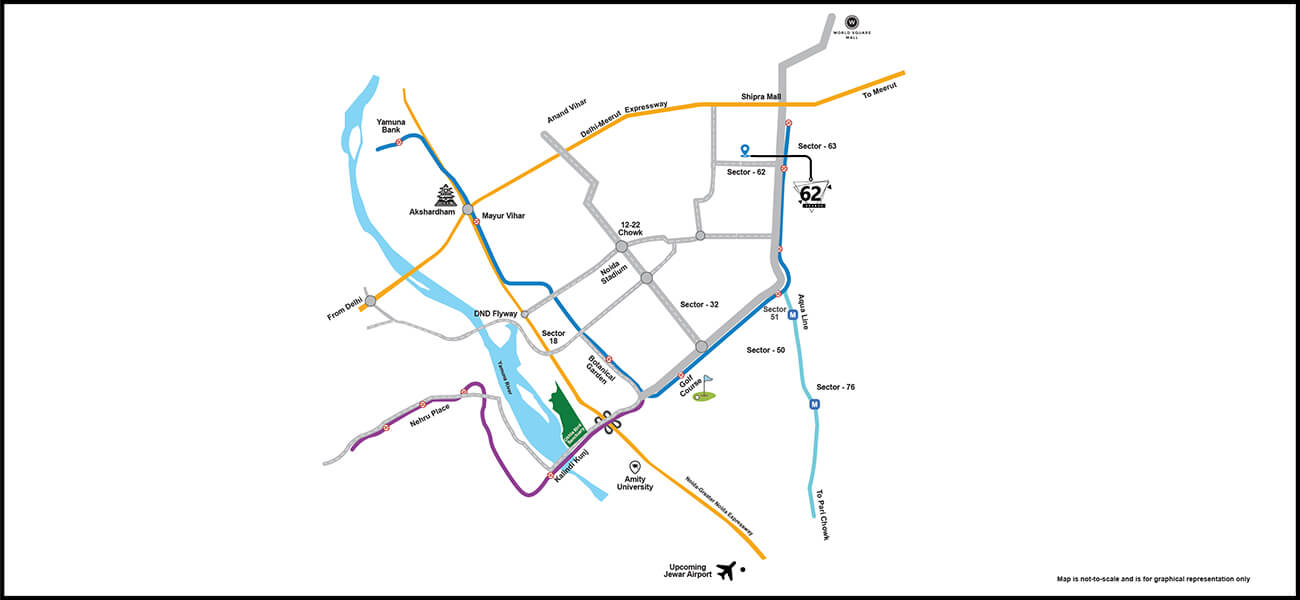 W
WORLD SQUARE
MALL
Shipra Mall
To Meerut
Anand Vihar
Delhi-Meerut Expressway
Yamuna
Bank
Sector - 63
Sector - 62
62
AVENUE
Akshardham
Mayur Vihar
12-22
Chowk
Noida
Stadium
From Delhi
DND Flyway
Sector - 32
Sector
51
Aqua Line
M
Sector
18
Sector - 50
Yamuna River
Botanical
Garden
Golf
Course
Sector - 76
M
Nehru Place
Okhla Bird
Sanctuary
Kalindi Kunj
Amity
University
Noida-Greater Noida Expressway
To Pari Chowk
Upcoming
Jewar Airport
Map is not-to-scale and is for graphical representation only